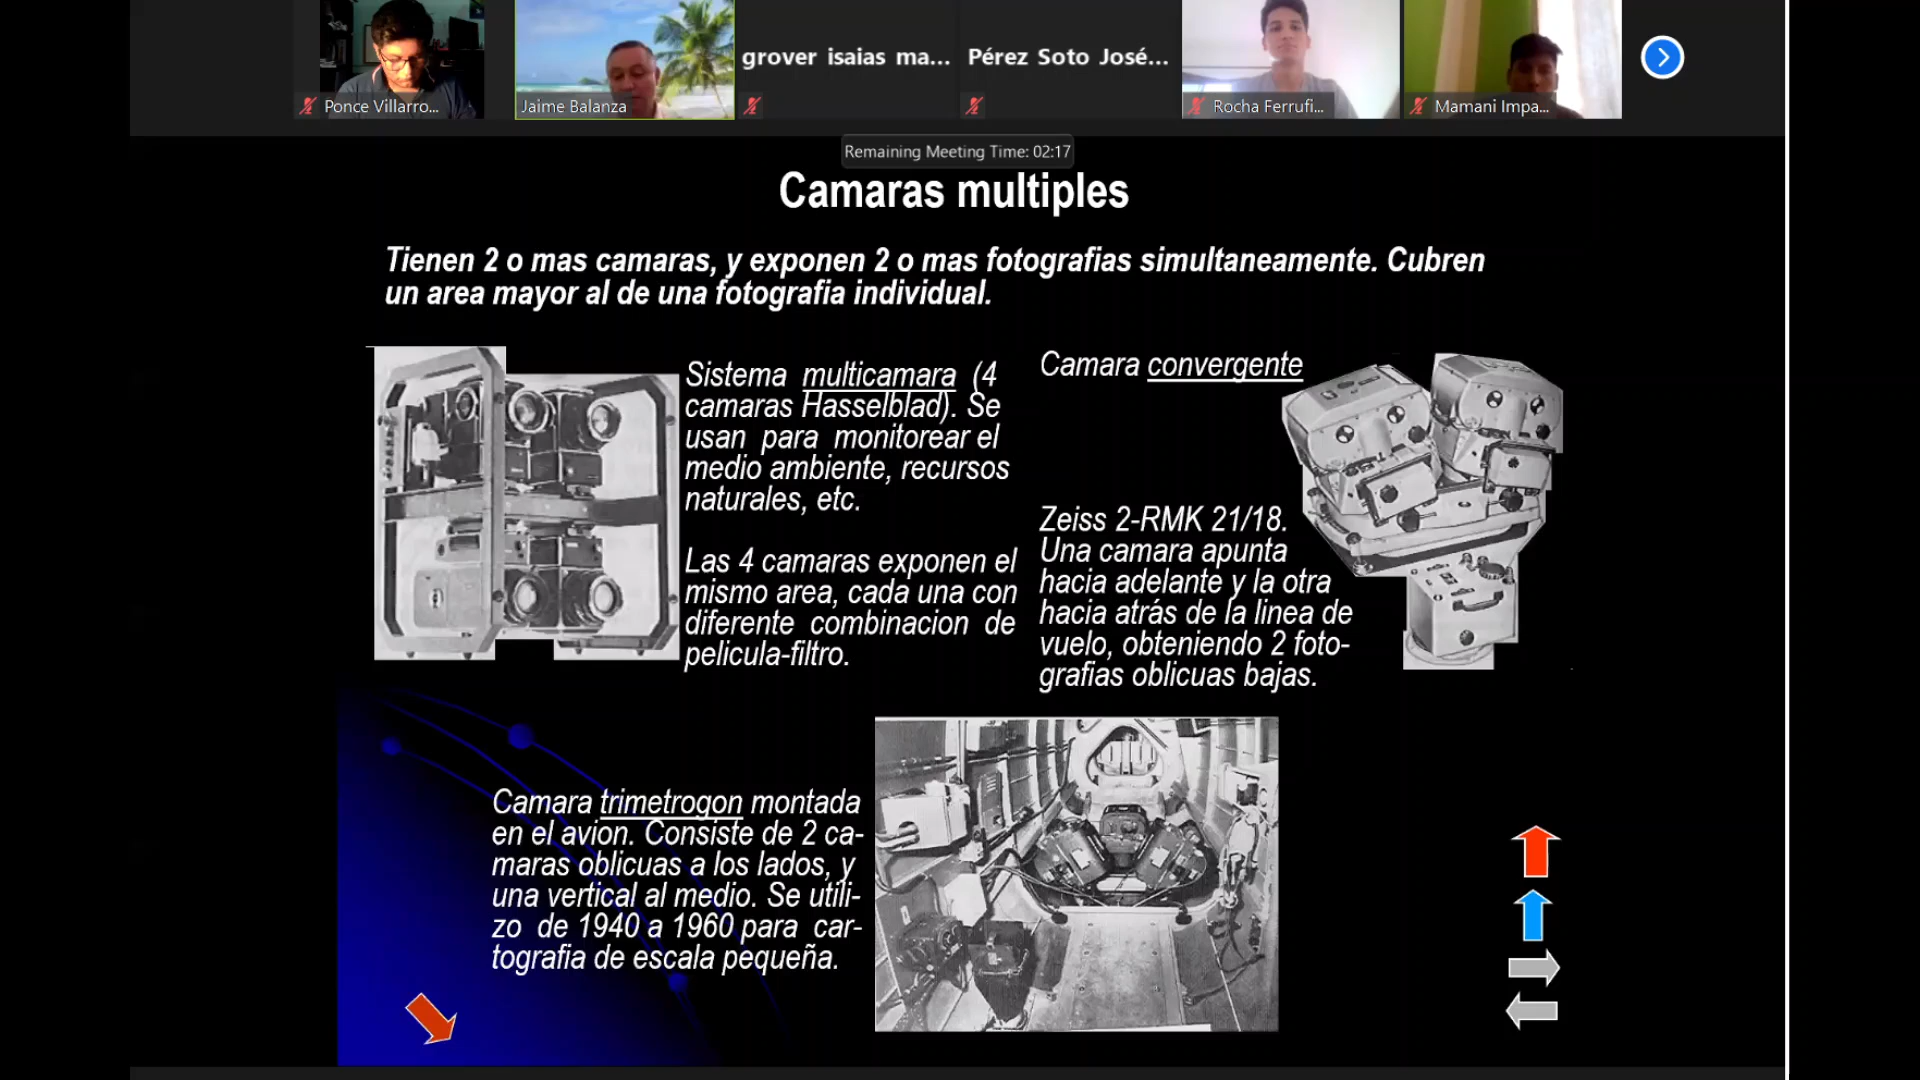 grover isaias ma...
Pérez Soto José...
Ponce Villarro...
Jaime Balanza
Rocha Ferrufi...
Mamani Impa...
Remaining Meeting Time: 02:17
Camaras multiples
Tienen 2 o mas camaras, y exponen 2 o mas fotografias simultaneamente. Cubren
un area mayor al de una fotografia individual.
Sistema multicamara (4
camaras Hasselblad). Se
usan para monitorear el
medio ambiente, recursos
naturales, etc.
Las 4 camaras exponen el
mismo area, cada una con
diferente combinacion de
pelicula-filtro.
Camara convergente
Zeiss 2-RMK 21/18.
Una camara apunta
hacia adelante y la otra
hacia atrás de la linea de
vuelo, obteniendo 2 foto-
grafias oblicuas bajas.
Camara trimetrogon montada
en el avion. Consiste de 2 ca-
maras oblicuas a los lados, y
una vertical al medio. Se utili-
zo de 1940 a 1960 para car-
tografia de escala pequeña.